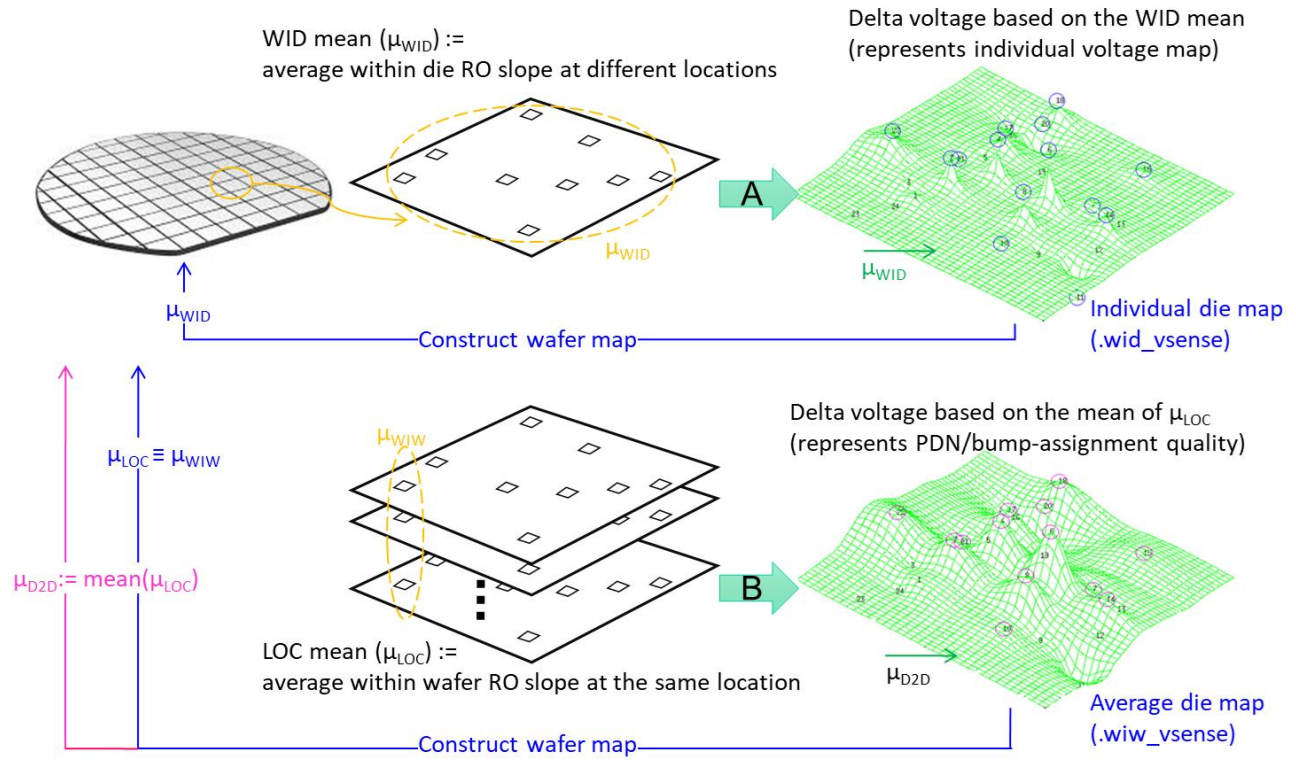 WID mean (μWID) :=
average within die RO slope at different locations
Delta voltage based on the WID mean
(represents individual voltage map)
A
μWID
μWID
μWID
Individual die map
(.wid_vsense)
Construct wafer map
μWIW
μLOC ≡ μWIW
μD2D := mean(μLOC)
Delta voltage based on the mean of μLOC
(represents PDN/bump-assignment quality)
B
LOC mean (μLOC) :=
average within wafer RO slope at the same location
μD2D
Average die map
(.wiw_vsense)
Construct wafer map